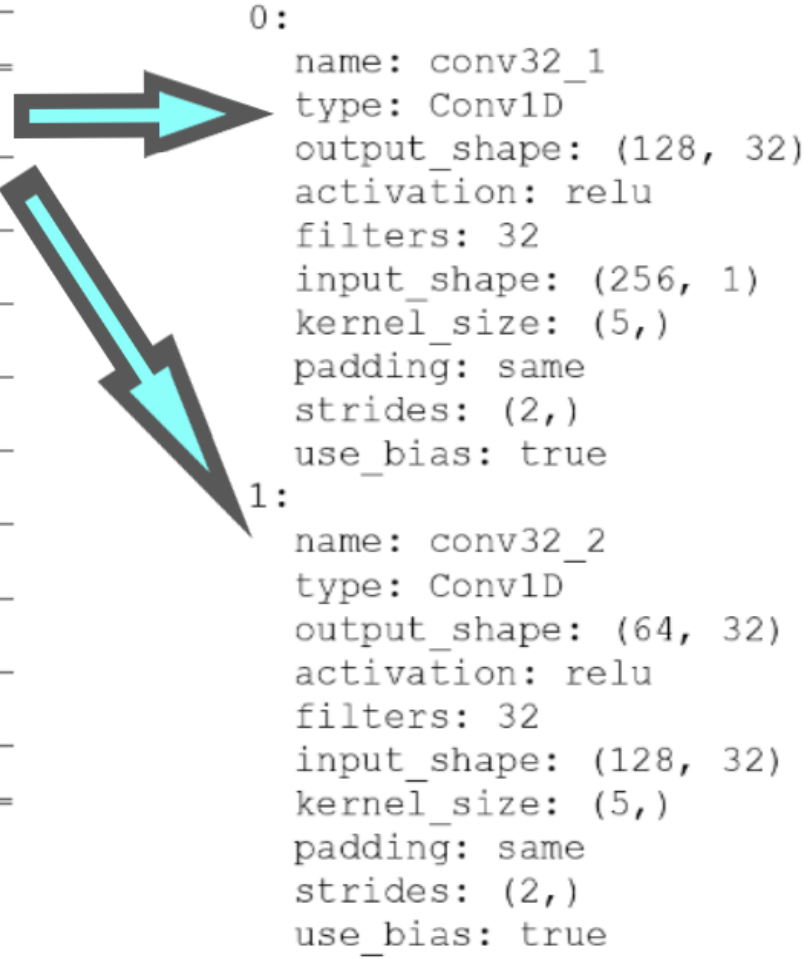 0:
name: conv32_1
type: Conv1D
output_shape: (128, 32)
activation: relu
filters: 32
input_shape: (256, 1)
kernel_size: (5,)
padding: same
strides: (2,)
use_bias: true
1:
name: conv32_2
type: Conv1D
output_shape: (64, 32)
activation: relu
filters: 32
input_shape: (128, 32)
kernel_size: (5,)
padding: same
strides: (2,)
use_bias: true